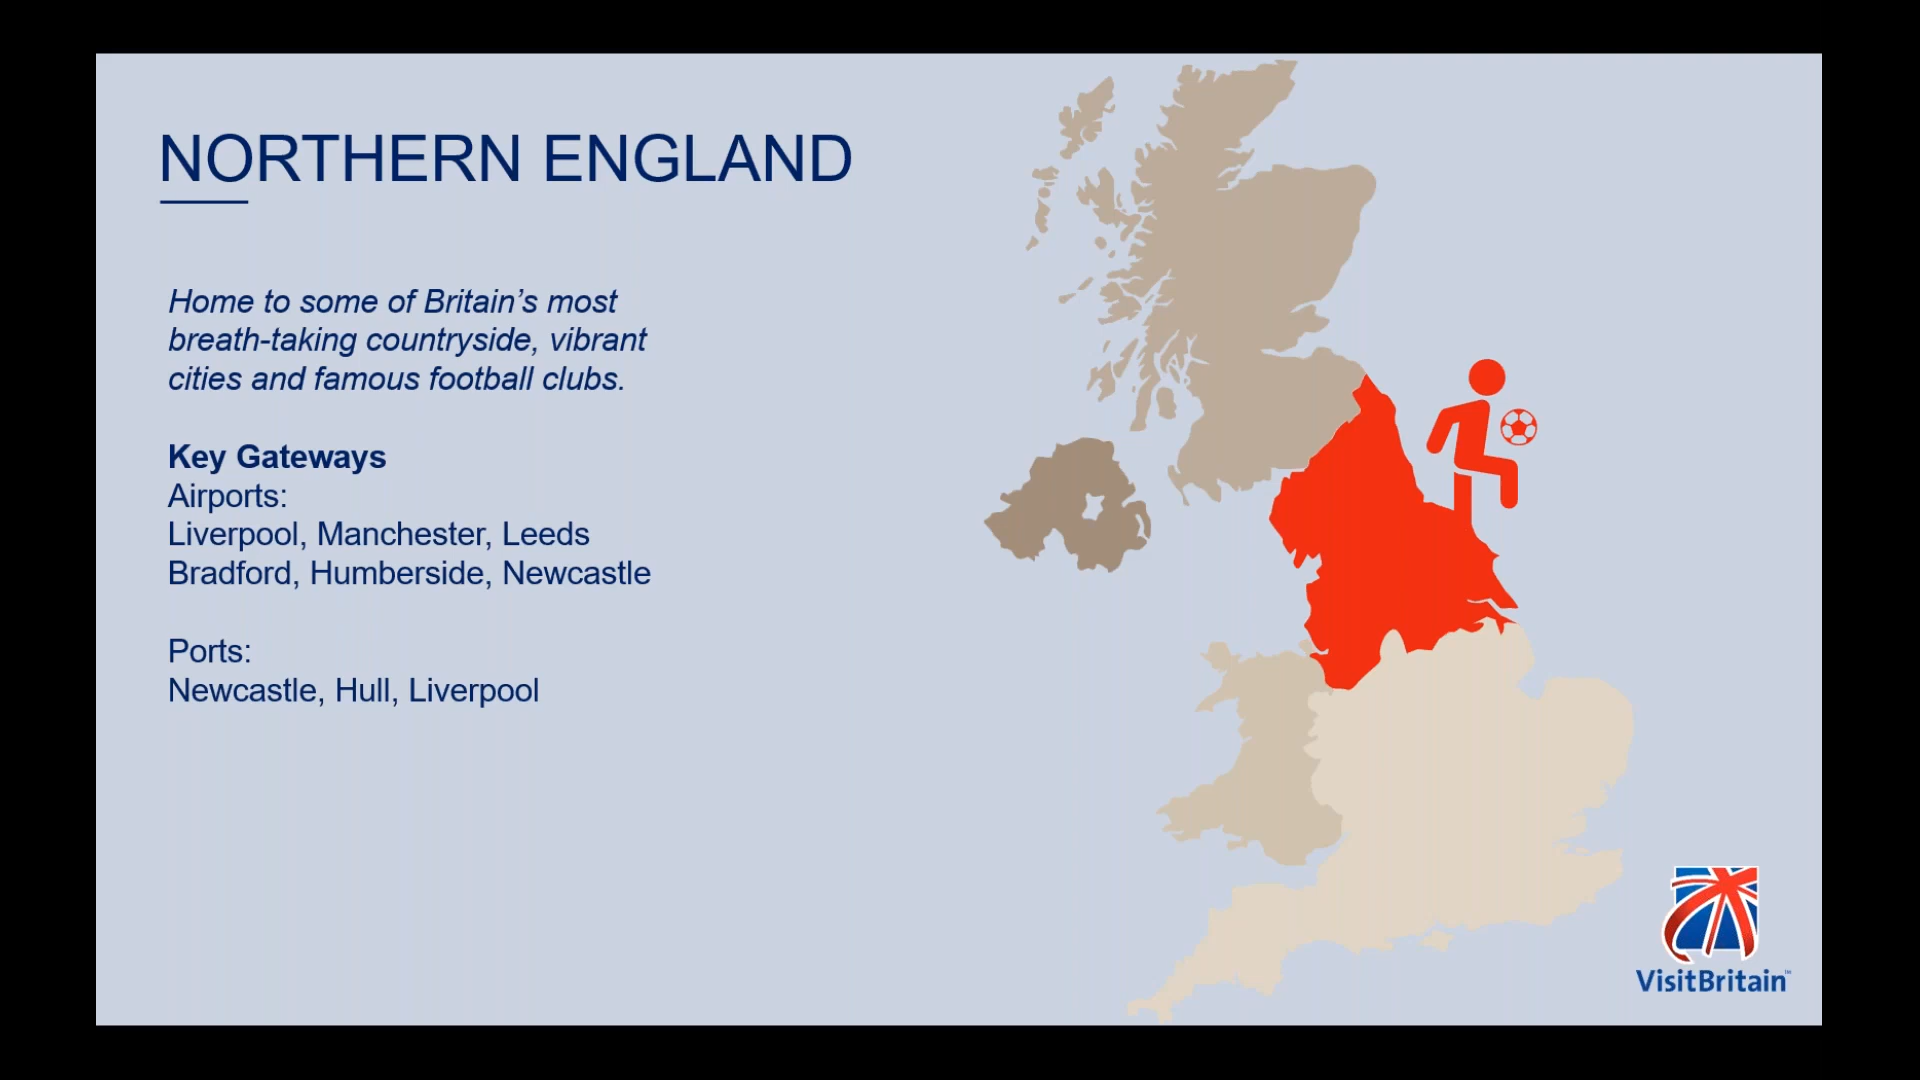 NORTHERN ENGLAND
Home to some of Britain’s most
breath-taking countryside, vibrant
cities and famous football clubs.
Key Gateways
Airports:
Liverpool, Manchester, Leeds
Bradford, Humberside, Newcastle
Ports:
Newcastle, Hull, Liverpool
VisitBritain™